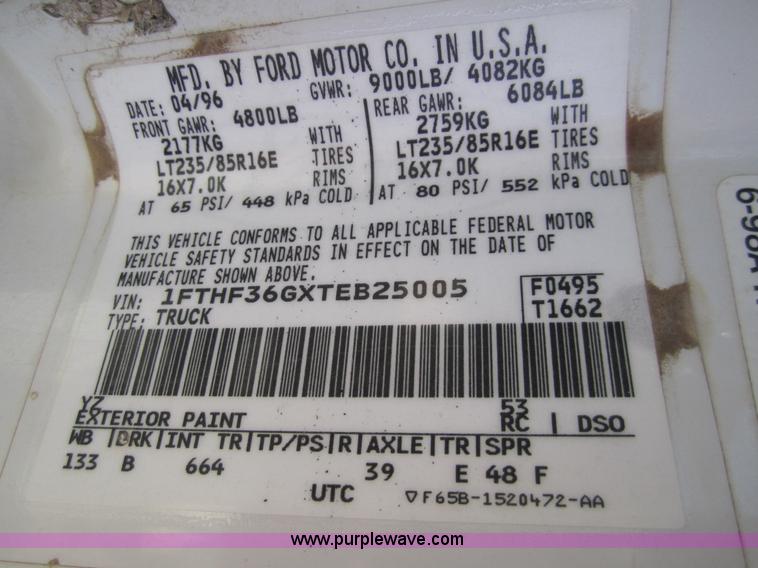 MFD. BY FORD MOTOR CO. IN U.S.A.
DATE: 04/96 GVWR: 9000LB/ 4082KG
FRONT GAWR: 4800LB REAR GAWR: 6084LB
2177KG WITH 2759KG WITH
LT235/85R16E TIRES LT235/85R16E TIRES
16X7.0K RIMS 16X7.0K RIMS
AT 65 PSI/ 448 kPa COLD AT 80 PSI/ 552 kPa COLD
THIS VEHICLE CONFORMS TO ALL APPLICABLE FEDERAL MOTOR
VEHICLE SAFETY STANDARDS IN EFFECT ON THE DATE OF
MANUFACTURE SHOWN ABOVE.
VIN: 1FTHF36GXTEB25005 F0495
TYPE: TRUCK T1662
YZ 53
EXTERIOR PAINT RC | DSO
WB |BRK|INT TR|TP/PS|R|AXLE|TR|SPR
133 B 664 39 E 48 F
UTC ▽F65B-1520472-AA
www.purplewave.com